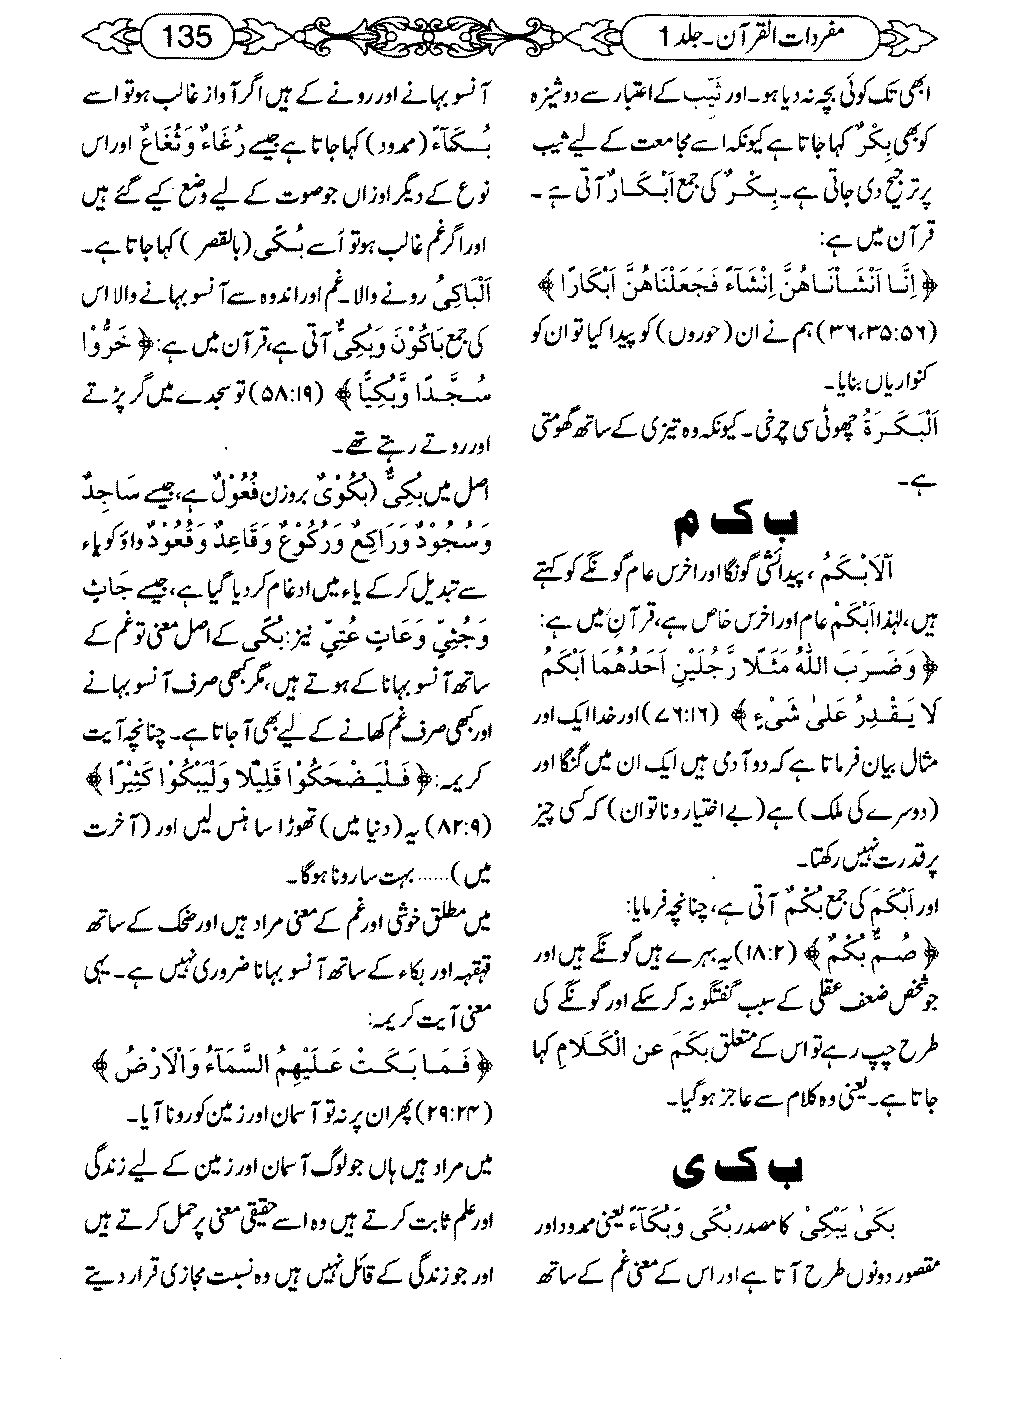 مفردات القرآن۔جلد 1
135
ابھی تک کوئی بچہ نہ دیا ہو۔اور ثَیِّب کے اعتبار سے دوشیزہ
کو بھی بِکْرٌ کہا جاتا ہے کیونکہ اسے مجامعت کے لیے ثیب
پر ترجیح دی جاتی ہے۔بِکْرٌ کی جمع اَبْکَارٌ آتی ہے۔
قرآن میں ہے:
﴿اِنَّا اَنْشَأْنَاھُنَّ اِنْشَآءً فَجَعَلْنَاھُنَّ اَبْکَارًا﴾
(۳۶،۳۵:۵۶) ہم نے ان (حوروں) کو پیدا کیا تو ان کو
کنواریاں بنایا۔
اَلْبَکَرَۃُ چھوٹی سی چرخی۔کیونکہ وہ تیزی کے ساتھ گھومتی
ہے۔
ب ک م
اَلْاَبْکَمُ، پیدائشی گونگا اور اخرس عام گونگے کو کہتے
ہیں،لہٰذا اَبْکَمْ عام اور اخرس خاص ہے،قرآن میں ہے:
﴿وَضَرَبَ اللّٰہُ مَثَلًا رَّجُلَیْنِ اَحَدُھُمَا اَبْکَمُ
لَا یَقْدِرُ عَلٰی شَیْءٍ﴾ (۷۶:۱۶) اور خدا ایک اور
مثال بیان فرماتا ہے کہ دو آدمی ہیں ایک ان میں گنگا اور
(دوسرے کی ملک) ہے (بے اختیار و ناتوان) کہ کسی چیز
پر قدرت نہیں رکھتا۔
اور اَبْکَمَ کی جمع بُکْمٌ آتی ہے،چنانچہ فرمایا:
﴿صُمٌّ بُکْمٌ﴾ (۱۸:۲) یہ بہرے ہیں گونگے ہیں اور
جو شخص ضعف عقلی کے سبب گفتگو نہ کر سکے اور گونگے کی
طرح چپ رہے تو اس کے متعلق بَکَمَ عَنِ الْکَلَامِ کہا
جاتا ہے۔یعنی وہ کلام سے عاجز ہو گیا۔
ب ک ی
بَکیٰ یَبْکِیْ کا مصدر بُکًی وَبُکَآءً یعنی ممدود اور
مقصور دونوں طرح آتا ہے اور اس کے معنی غم کے ساتھ
آنسو بہانے اور رونے کے ہیں اگر آواز غالب ہو تو اسے
بُکَآءٌ (ممدود) کہا جاتا ہے جیسے رُغَاءٌ وَثُغَاءٌ اور اس
نوع کے دیگر اوزاں جو صوت کے لیے وضع کیے گئے ہیں
اور اگر غم غالب ہو تو اُسے بُکًی (بالقصر) کہا جاتا ہے۔
اَلْبَاکِیْ رونے والا۔غم اور اندوہ سے آنسو بہانے والا اس
کی جمع بَاکُوْنَ وَبُکِیٌّ آتی ہے،قرآن میں ہے:﴿خَرُّوْا
سُجَّدًا وَّبُکِیًّا﴾ (۵۸:۱۹) تو سجدے میں گر پڑتے
اور روتے رہتے تھے۔
اصل میں بُکِیٌّ (بُکُوْیٌ بروزن فُعُوْلٌ ہے،جیسے سَاجِدٌ
وَسُجُوْدٌ وَرَاکِعٌ وَرُکُوْعٌ وَقَاعِدٌ وَقُعُوْدٌ واؤ کو یاء
سے تبدیل کر کے یاء میں ادغام کر دیا گیا ہے،جیسے جَاثٍ
وَجُثِیٍّ وَعَاتٍ عُتِیٍّ نیز:بُکًی کے اصل معنی تو غم کے
ساتھ آنسو بہانا کے ہوتے ہیں،مگر کبھی صرف آنسو بہانے
اور کبھی صرف غم کھانے کے لیے بھی آ جاتا ہے۔چنانچہ آیت
کریمہ:﴿فَلْیَضْحَکُوْا قَلِیْلًا وَلْیَبْکُوْا کَثِیْرًا﴾
(۸۲:۹) یہ (دنیا میں) تھوڑا سا ہنس لیں اور (آخرت
میں)...... بہت سا رونا ہوگا۔
میں مطلق خوشی اور غم کے معنی مراد ہیں اور ضحک کے ساتھ
قہقہہ اور بکاء کے ساتھ آنسو بہانا ضروری نہیں ہے۔یہی
معنی آیت کریمہ:
﴿فَمَا بَکَتْ عَلَیْھِمُ السَّمَآءُ وَالْاَرْضُ﴾
(۲۹:۲۴) پھر ان پر نہ تو آسمان اور زمین کو رونا آیا۔
میں مراد ہیں ہاں جو لوگ آسمان اور زمین کے لیے زندگی
اور علم ثابت کرتے ہیں وہ اسے حقیقی معنی پر حمل کرتے ہیں
اور جو زندگی کے قائل نہیں ہیں وہ نسبت مجازی قرار دیتے